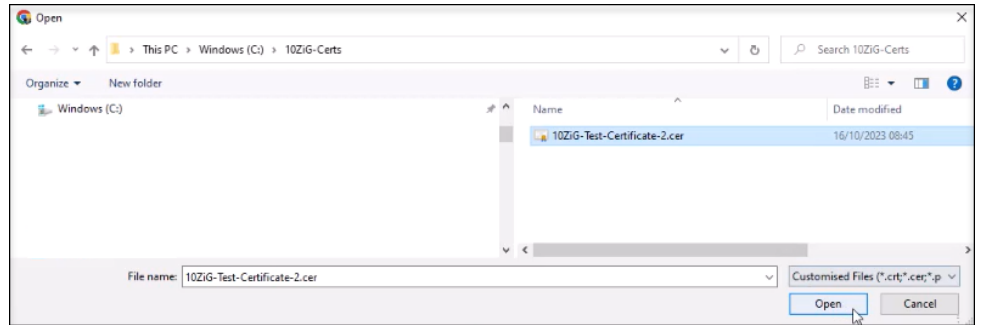 Open
This PC > Windows (C:) > 10ZiG-Certs
Search 10ZiG-Certs
Organize
New folder
Windows (C:)
Name
Date modified
10ZiG-Test-Certificate-2.cer
16/10/2023 08:45
File name:
10ZiG-Test-Certificate-2.cer
Customised Files (*.crt;*.cer;*.p
Open
Cancel